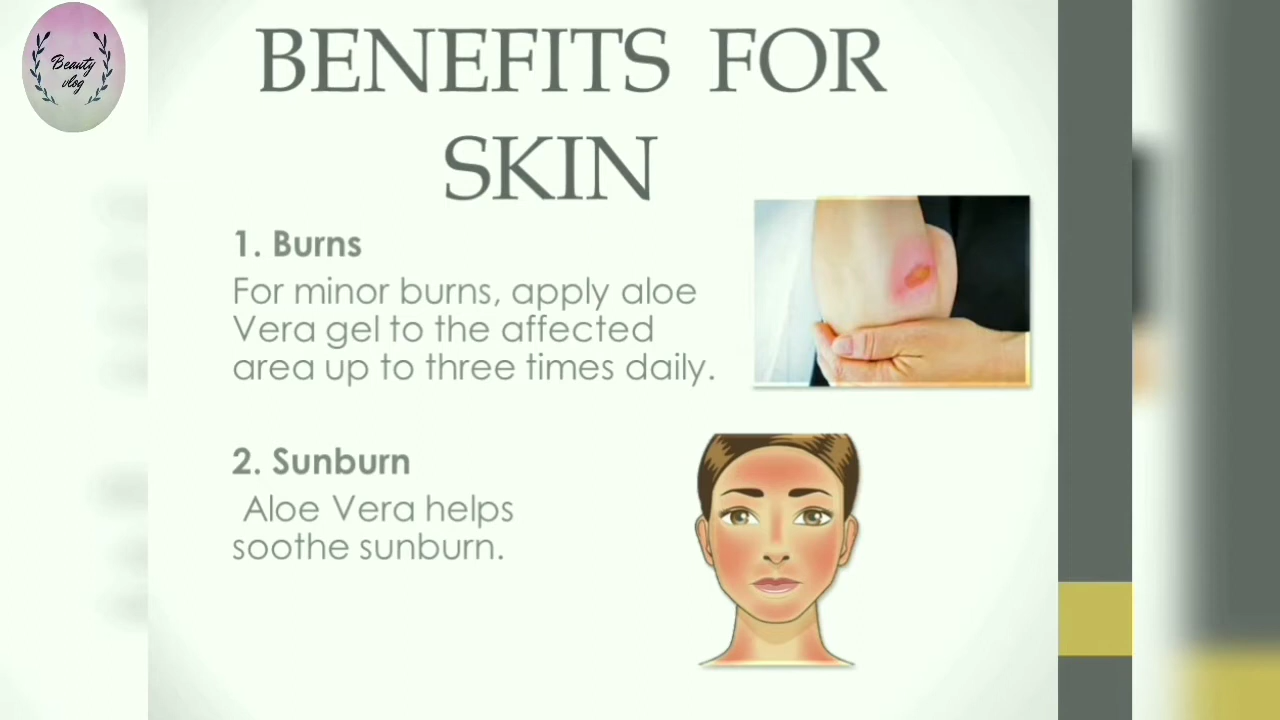 Beauty
vlog
BENEFITS FOR
SKIN
1. Burns
For minor burns, apply aloe
Vera gel to the affected
area up to three times daily.
2. Sunburn
Aloe Vera helps
soothe sunburn.